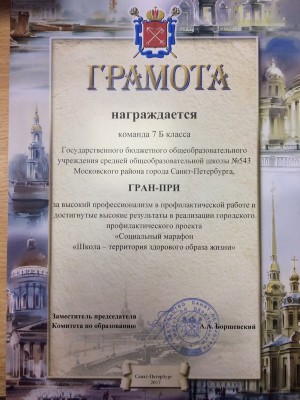 ГРАМОТА
награждается
команда 7 Б класса
Государственного бюджетного общеобразовательного
учреждения средней общеобразовательной школы №543
Московского района города Санкт-Петербурга,
ГРАН-ПРИ
за высокий профессионализм в профилактической работе и
достигнутые высокие результаты в реализации городского
профилактического проекта
«Социальный марафон
«Школа – территория здорового образа жизни»
Заместитель председателя
Комитета по образованию А.А. Борщевский
Санкт-Петербург
2017